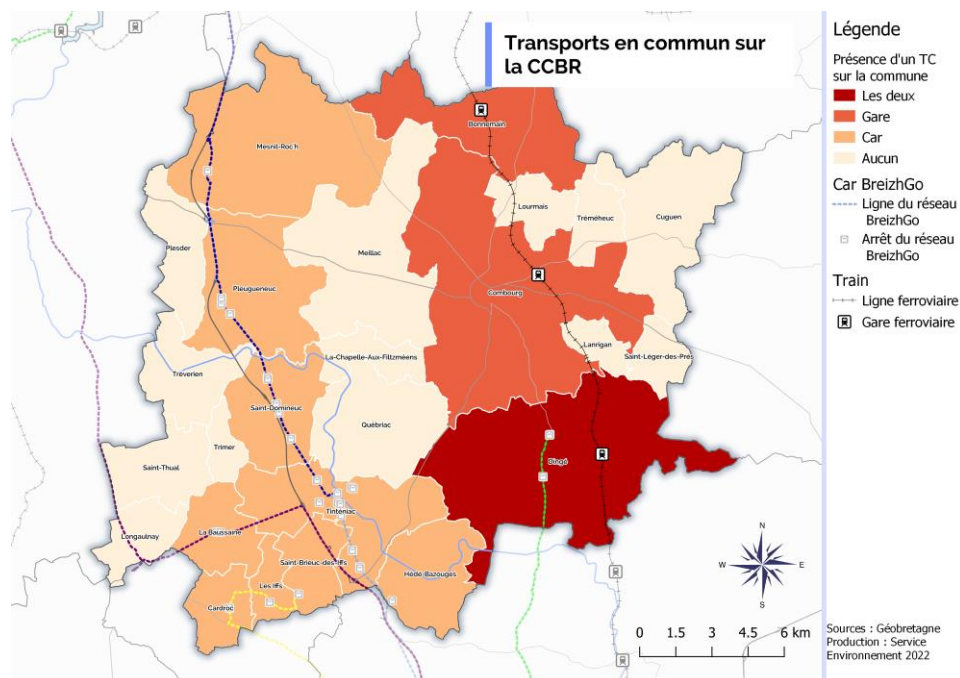 Transports en commun sur
la CCBR
Légende
Présence d'un TC
sur la commune
Les deux
Gare
Car
Aucun
Car BreizhGo
Ligne du réseau
BreizhGo
Arrêt du réseau
BreizhGo
Train
Ligne ferroviaire
Gare ferroviaire
Bonnemain
Mesnil-Roc'h
Lourmais
Tréméheuc
Cuguen
Plesder
Meillac
Pleugueneuc
Combourg
Lanrigan
Saint-Léger-des-Prés
La-Chapelle-Aux-Filtzméens
Tréverien
Saint-Domineuc
Québriac
Trimer
Saint-Thual
Dingé
Tinténiac
Longaulnay
La Baussaine
Saint-Brieuc-des-Iffs
Hédé-Bazouges
Les Iffs
Cardroc
N
W
E
S
0 1.5 3 4.5 6 km
Sources : Géobretagne
Production : Service
Environnement 2022